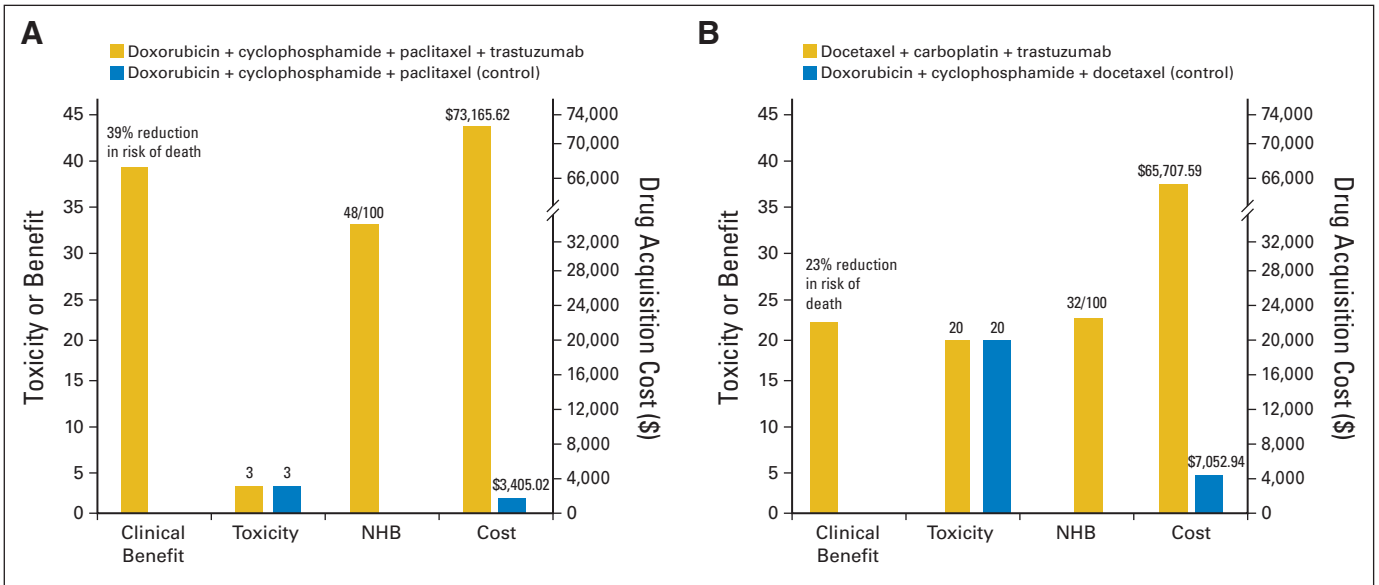 A
Doxorubicin + cyclophosphamide + paclitaxel + trastuzumab
Doxorubicin + cyclophosphamide + paclitaxel (control)
Toxicity or Benefit
45
40
35
30
25
20
15
10
5
0
39% reduction
in risk of death
3
3
48/100
$73,165.62
$3,405.02
74,000
70,000
66,000
32,000
28,000
24,000
20,000
16,000
12,000
8,000
4,000
0
Drug Acquisition Cost ($)
Clinical
Benefit
Toxicity
NHB
Cost
B
Docetaxel + carboplatin + trastuzumab
Doxorubicin + cyclophosphamide + docetaxel (control)
Toxicity or Benefit
45
40
35
30
25
20
15
10
5
0
23% reduction
in risk of
death
20
20
32/100
$65,707.59
$7,052.94
74,000
70,000
66,000
32,000
28,000
24,000
20,000
16,000
12,000
8,000
4,000
0
Drug Acquisition Cost ($)
Clinical
Benefit
Toxicity
NHB
Cost